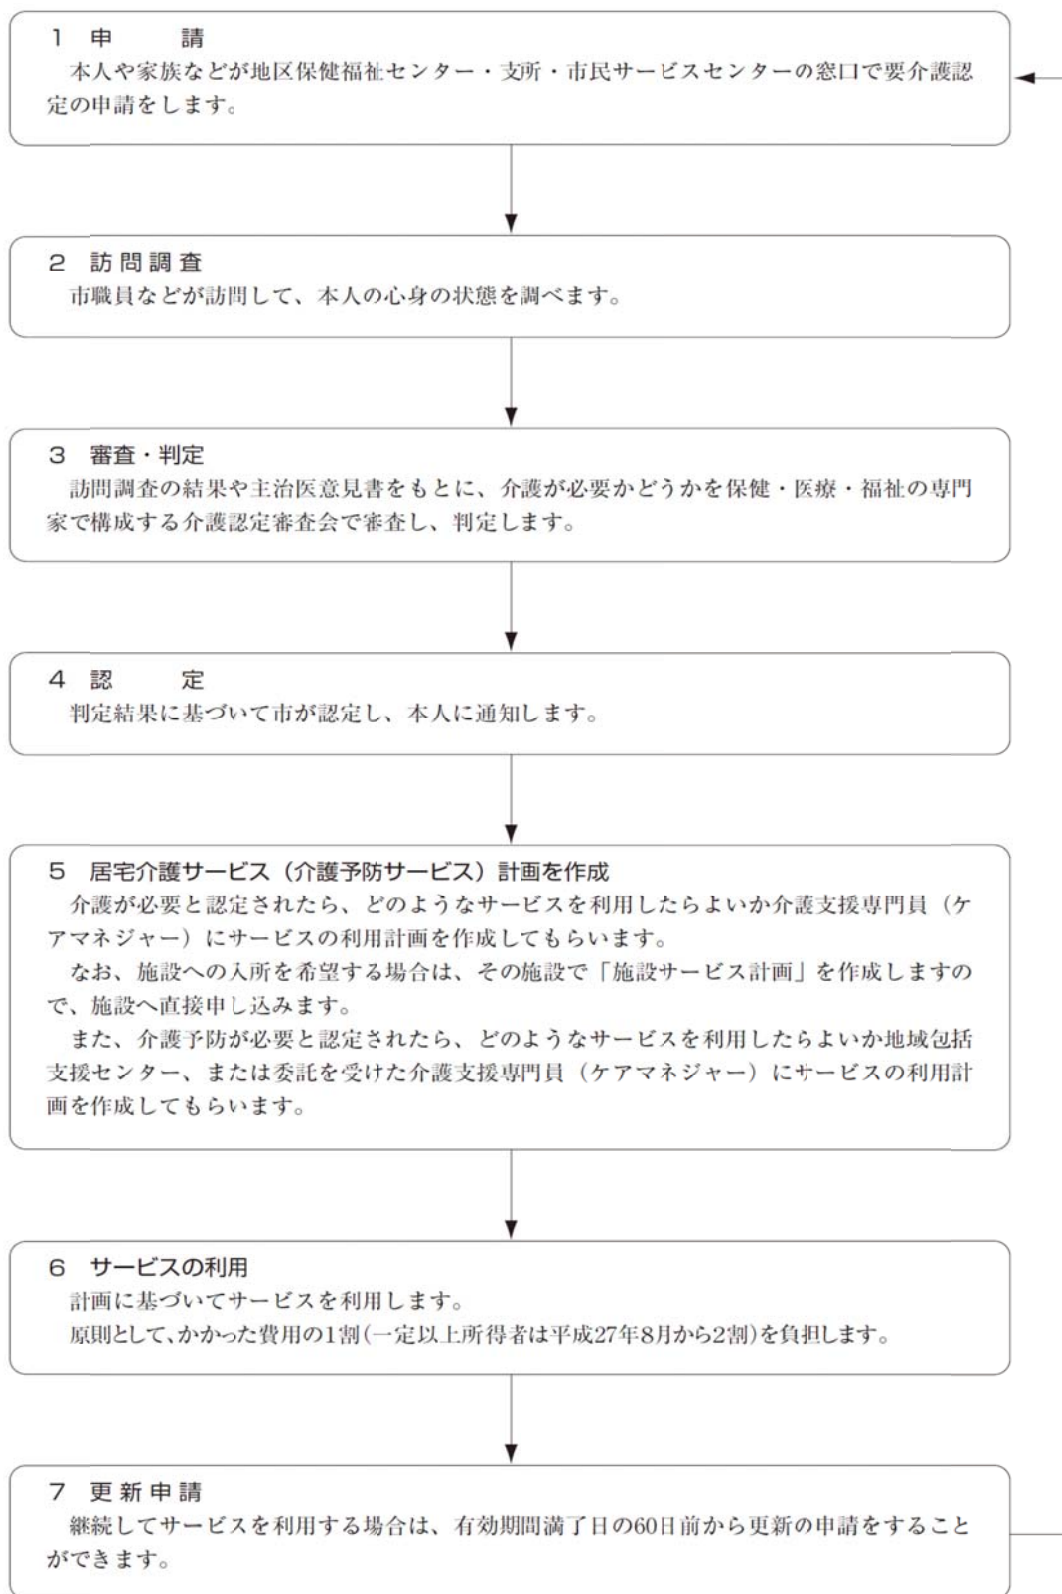 1 申 請
本人や家族などが地区保健福祉センター・支所・市民サービスセンターの窓口で要介護認
定の申請をします。
2 訪問調査
市職員などが訪問して、本人の心身の状態を調べます。
3 審査・判定
訪問調査の結果や主治医意見書をもとに、介護が必要かどうかを保健・医療・福祉の専門
家で構成する介護認定審査会で審査し、判定します。
4 認 定
判定結果に基づいて市が認定し、本人に通知します。
5 居宅介護サービス（介護予防サービス）計画を作成
介護が必要と認定されたら、どのようなサービスを利用したらよいか介護支援専門員（ケ
アマネジャー）にサービスの利用計画を作成してもらいます。
なお、施設への入所を希望する場合は、その施設で「施設サービス計画」を作成しますの
で、施設へ直接申し込みます。
また、介護予防が必要と認定されたら、どのようなサービスを利用したらよいか地域包括
支援センター、または委託を受けた介護支援専門員（ケアマネジャー）にサービスの利用計
画を作成してもらいます。
6 サービスの利用
計画に基づいてサービスを利用します。
原則として、かかった費用の1割(一定以上所得者は平成27年8月から2割)を負担します。
7 更新申請
継続してサービスを利用する場合は、有効期間満了日の60日前から更新の申請をすること
ができます。